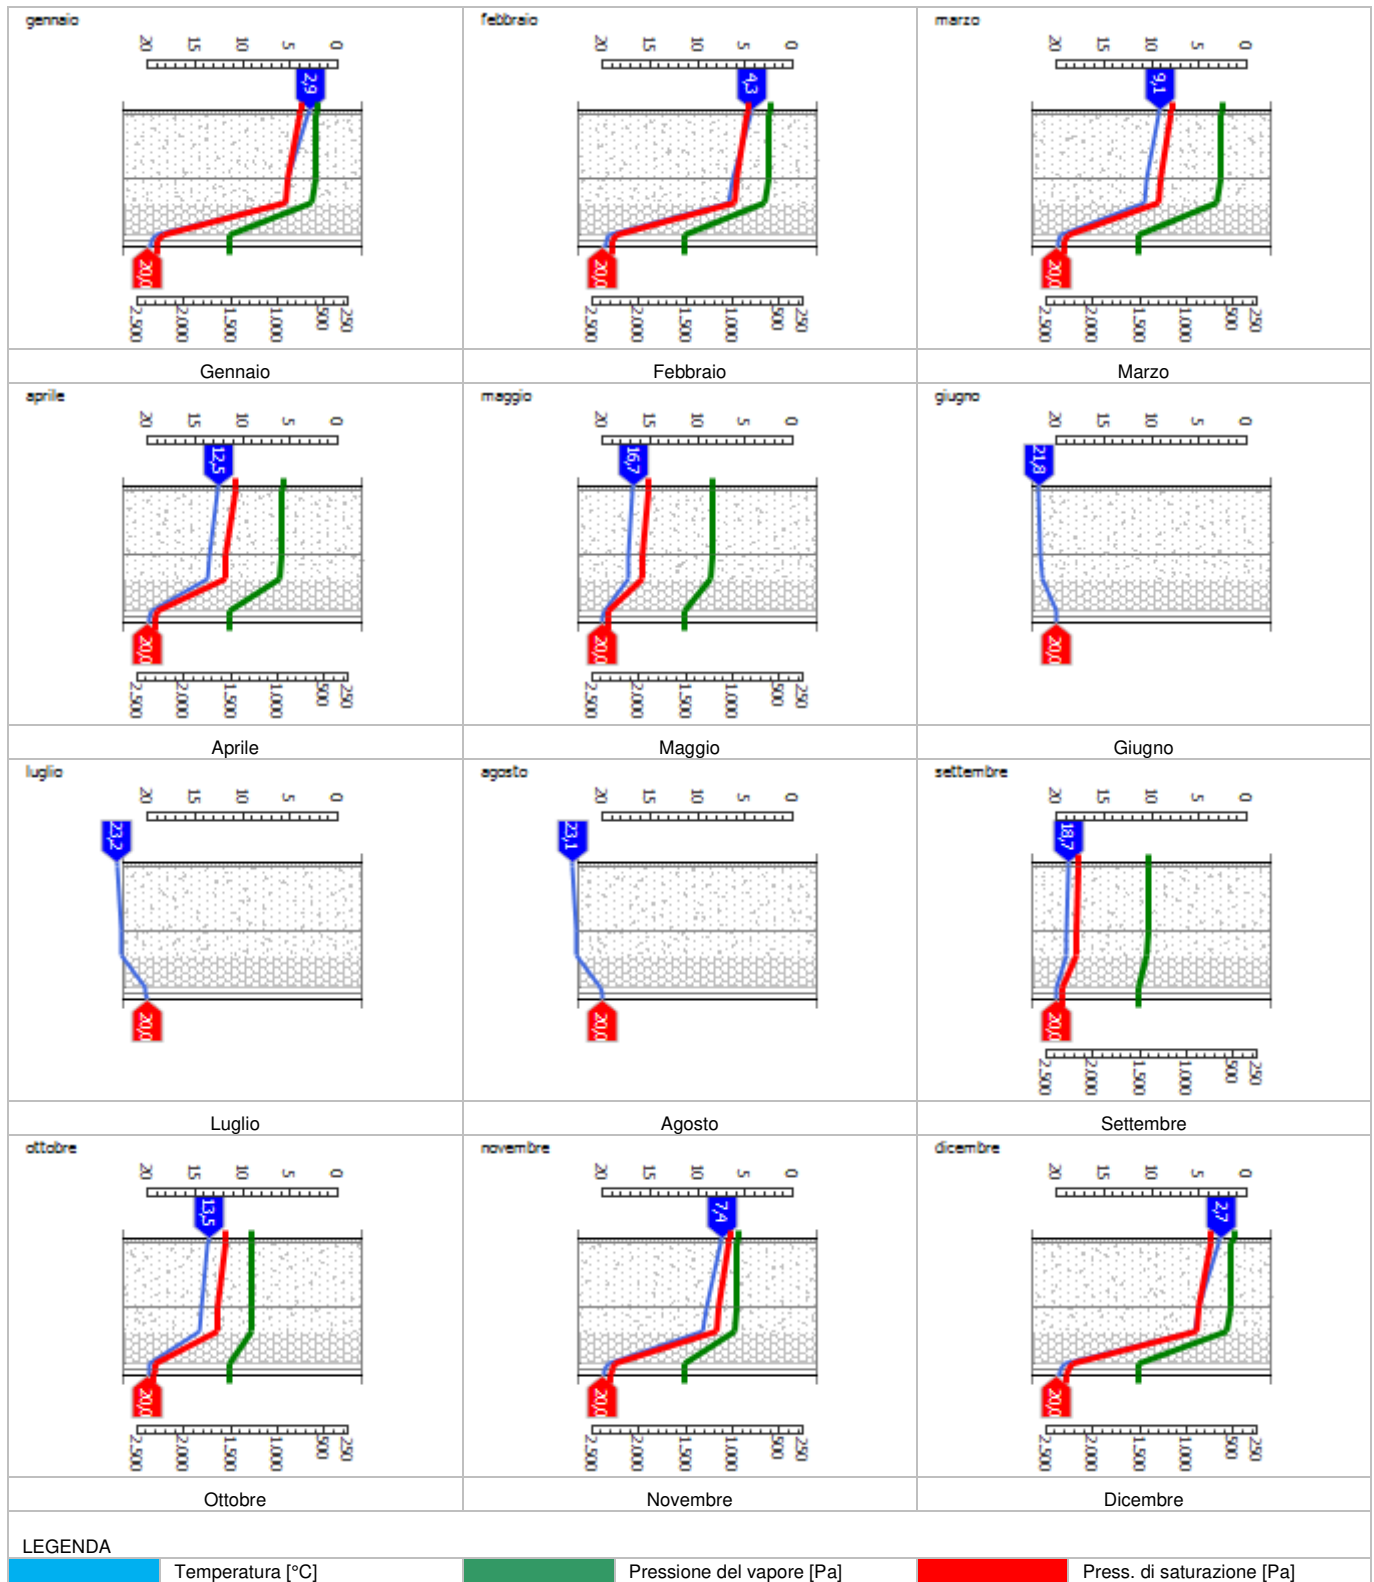 gennaio febbraio marzo
20 15 10 5 0 20 15 10 5 0 20 15 10 5 0
2,9 4,3 9,1
20,0 20,0 20,0
2.500 2.000 1.500 1.000 500 250 2.500 2.000 1.500 1.000 500 250 2.500 2.000 1.500 1.000 500 250
Gennaio Febbraio Marzo
aprile maggio giugno
20 15 10 5 0 20 15 10 5 0 20 15 10 5 0
12,5 16,7 21,8
20,0 20,0 20,0
2.500 2.000 1.500 1.000 500 250 2.500 2.000 1.500 1.000 500 250
Aprile Maggio Giugno
luglio agosto settembre
20 15 10 5 0 20 15 10 5 0 20 15 10 5 0
23,2 23,1 18,7
20,0 20,0 20,0
2.500 2.000 1.500 1.000 500 250
Luglio Agosto Settembre
ottobre novembre dicembre
20 15 10 5 0 20 15 10 5 0 20 15 10 5 0
13,5 7,4 2,7
20,0 20,0 20,0
2.500 2.000 1.500 1.000 500 250 2.500 2.000 1.500 1.000 500 250 2.500 2.000 1.500 1.000 500 250
Ottobre Novembre Dicembre
LEGENDA
Temperatura [°C] Pressione del vapore [Pa] Press. di saturazione [Pa]